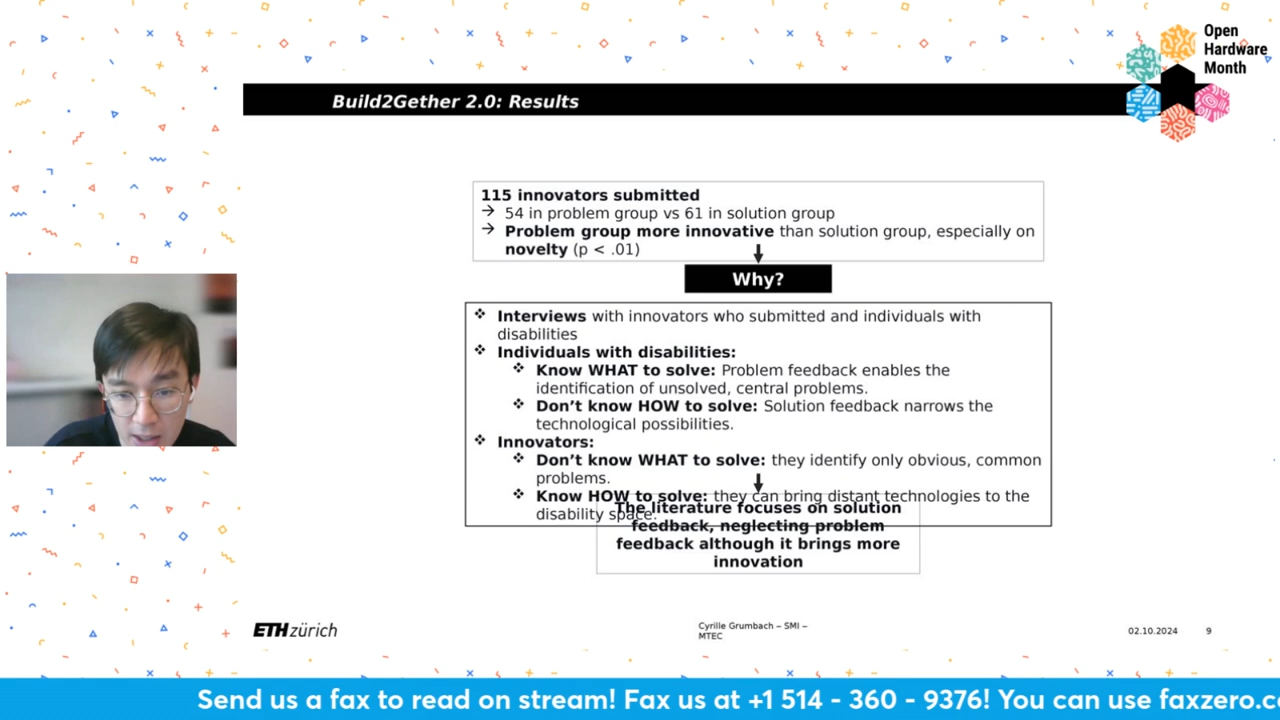 Open
Hardware
Month
Build2Gether 2.0: Results
115 innovators submitted
→ 54 in problem group vs 61 in solution group
→ Problem group more innovative than solution group, especially on
novelty (p < .01)
Why?
❖ Interviews with innovators who submitted and individuals with
disabilities
❖ Individuals with disabilities:
❖ Know WHAT to solve: Problem feedback enables the
identification of unsolved, central problems.
❖ Don’t know HOW to solve: Solution feedback narrows the
technological possibilities.
❖ Innovators:
❖ Don’t know WHAT to solve: they identify only obvious, common
problems.
❖ Know HOW to solve: they can bring distant technologies to the
disability space.
The literature focuses on solution
feedback, neglecting problem
feedback although it brings more
innovation
ETH zürich
Cyrille Grumbach – SMI –
MTEC
02.10.2024 9
Send us a fax to read on stream! Fax us at +1 514 - 360 - 9376! You can use faxzero.c